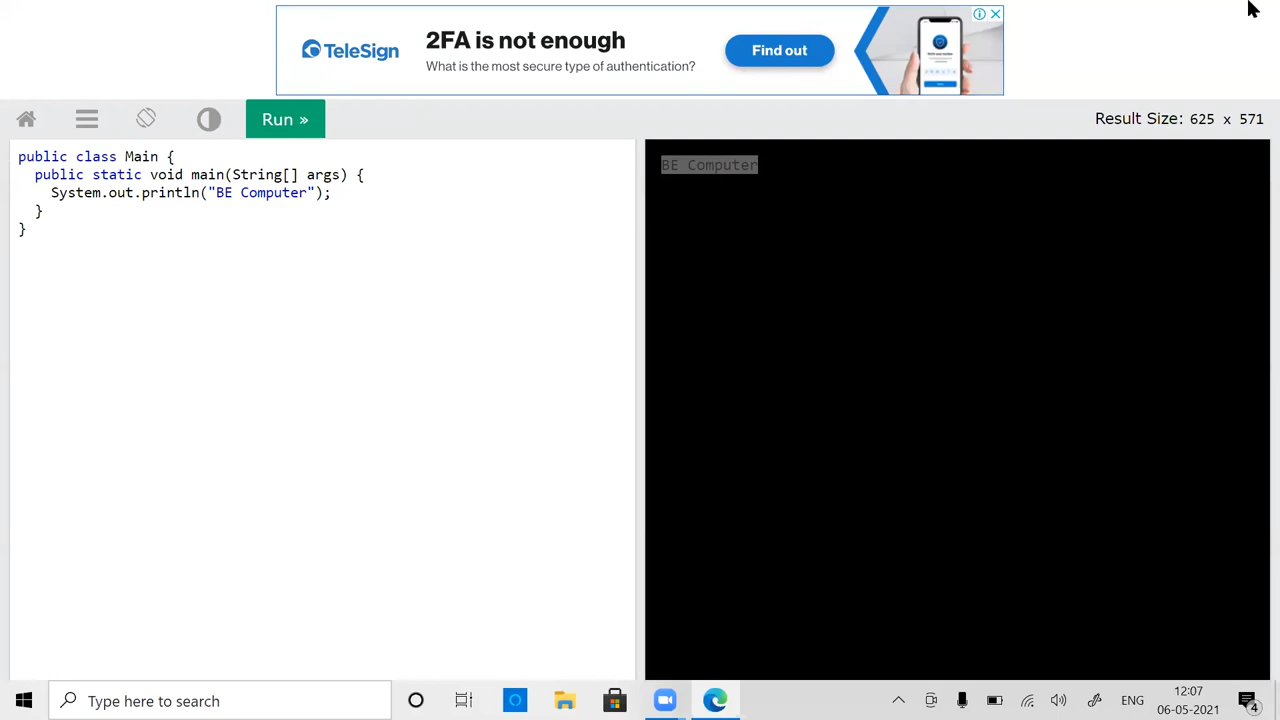 TeleSign
2FA is not enough
What is the most secure type of authentication?
Find out
Run »
Result Size: 625 x 571
public class Main {
  public static void main(String[] args) {
    System.out.println("BE Computer");
  }
}
BE Computer
Type here to search
ENG
12:07
06-05-2021
4